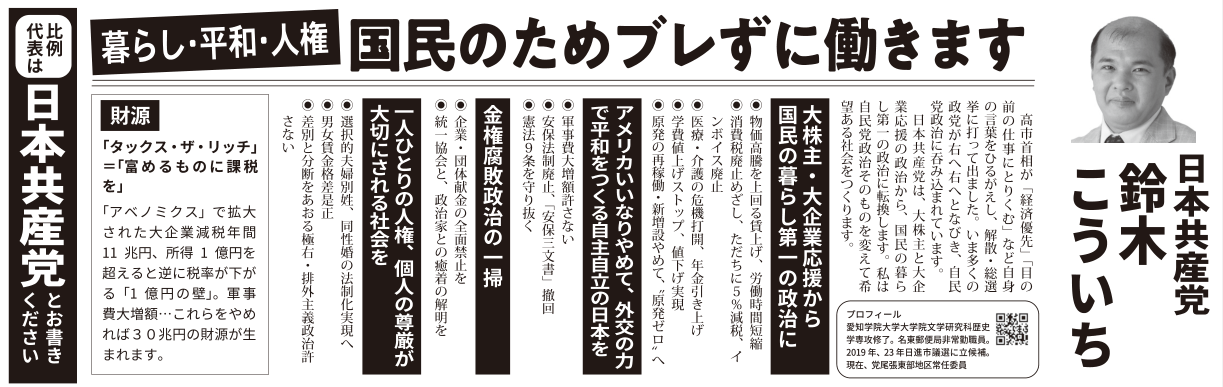 暮らし・平和・人権
国民のためブレずに働きます
日本共産党
鈴木
こういち
高市首相が「経済優先」「目の
前の仕事にとりくむ」など自身
の言葉をひるがえし、解散・総選
挙に打って出ました。いま多くの
政党が右へ右へとなびき、自民
党政治に吞み込まれています。
日本共産党は、大株主と大企
業応援の政治から、国民の暮ら
し第一の政治に転換します。私は
自民党政治そのものを変えて希
望ある社会をつくります。
プロフィール
愛知学院大学大学院文学研究科歴史
学専攻修了。名東郵便局非常勤職員。
2019年、23年日進市議選に立候補。
現在、党尾張東部地区常任委員
大株主・大企業応援から
国民の暮らし第一の政治に
●物価高騰を上回る賃上げ、労働時間短縮
●消費税廃止めざし、ただちに5%減税、イ
ンボイス廃止
●医療・介護の危機打開、年金引き上げ
●学費値上げストップ、値下げ実現
●原発の再稼働・新増設やめて、〝原発ゼロ〟へ
アメリカいいなりやめて、外交の力
で平和をつくる自主自立の日本を
●軍事費大増額許さない
●安保法制廃止、「安保三文書」撤回
●憲法9条を守り抜く
金権腐敗政治の一掃
●企業・団体献金の全面禁止を
●統一協会と、政治家との癒着の解明を
一人ひとりの人権、個人の尊厳が
大切にされる社会を
●選択的夫婦別姓、同性婚の法制化実現へ
●男女賃金格差是正
●差別と分断をあおる極右・排外主義政治許
さない
財源
「タックス・ザ・リッチ」
＝「富めるものに課税
を」
「アベノミクス」で拡大
された大企業減税年間
11兆円、所得1億円を
超えると逆に税率が下が
る「1億円の壁」。軍事
費大増額…これらをやめ
れば30兆円の財源が生
まれます。
比例
代表は
日本共産党
とお書き
ください